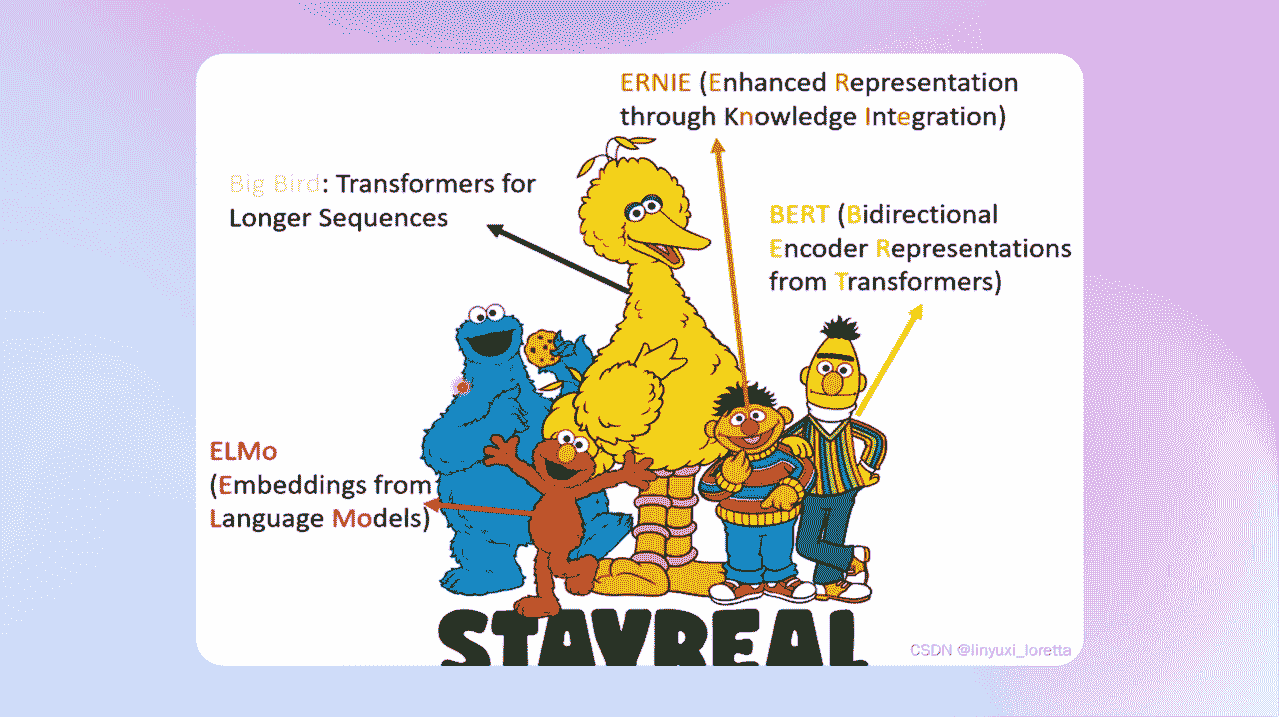 ERNIE (Enhanced Representation
through Knowledge Integration)
Big Bird: Transformers for
Longer Sequences
BERT (Bidirectional
Encoder Representations
from Transformers)
ELMo
(Embeddings from
Language Models)
STAYREAL
CSDN @linyuxi_loretta